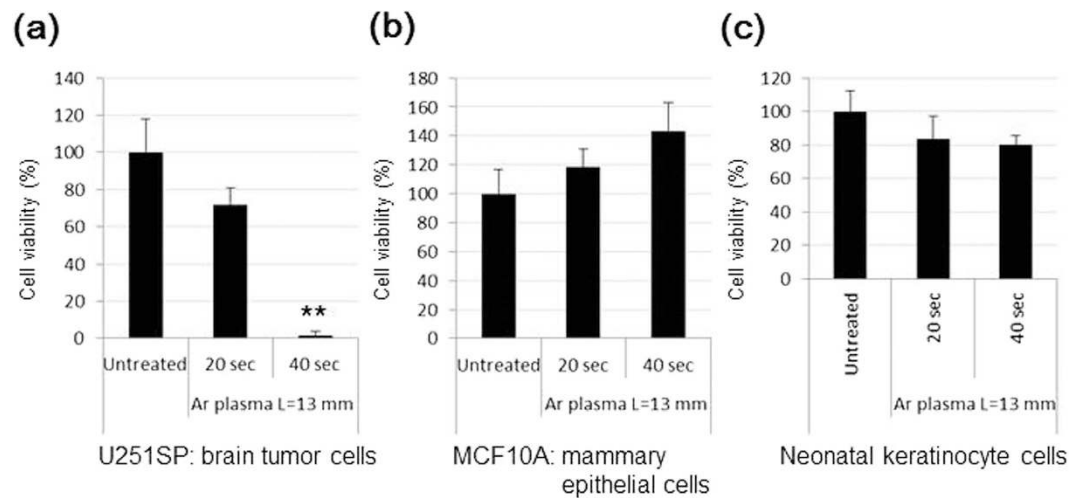 (a)
Cell viability (%)
140
120
100
80
60
40
20
0
**
Untreated 20 sec 40 sec
Ar plasma L=13 mm
U251SP: brain tumor cells
(b)
Cell viability (%)
180
160
140
120
100
80
60
40
20
0
Untreated 20 sec 40 sec
Ar plasma L=13 mm
MCF10A: mammary
epithelial cells
(c)
Cell viability (%)
120
100
80
60
40
20
0
Untreated
20 sec
40 sec
Ar plasma L=13 mm
Neonatal keratinocyte cells